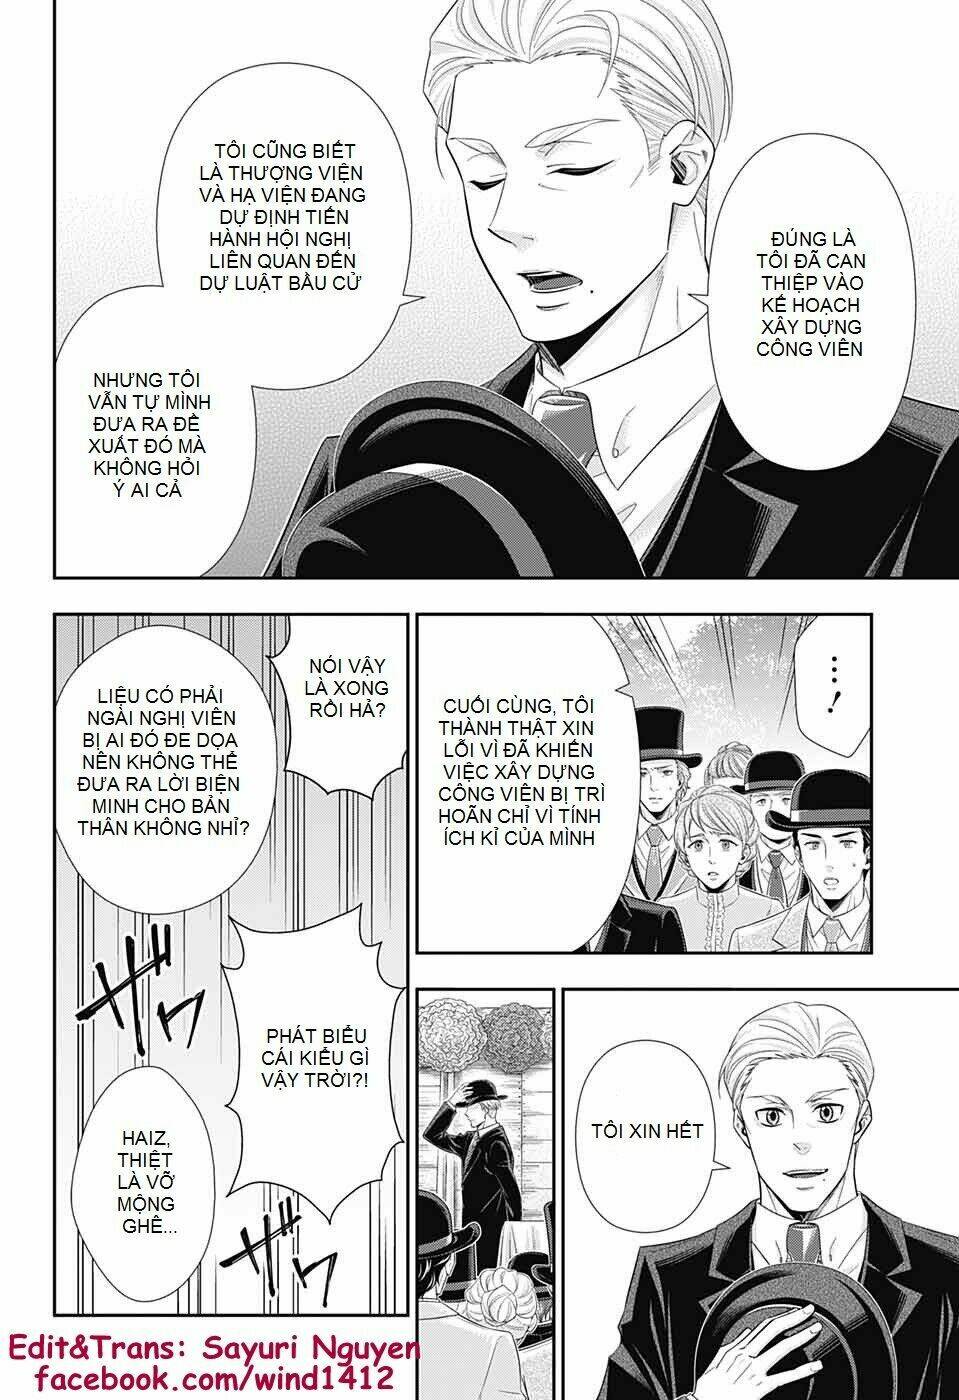 ĐÚNG LÀ
TÔI ĐÃ CAN
THIỆP VÀO
KẾ HOẠCH
XÂY DỰNG
CÔNG VIÊN
TÔI CŨNG BIẾT
LÀ THƯỢNG VIỆN
VÀ HẠ VIỆN ĐANG
DỰ ĐỊNH TIẾN
HÀNH HỘI NGHỊ
LIÊN QUAN ĐẾN
DỰ LUẬT BẦU CỬ
NHƯNG TÔI
VẪN TỰ MÌNH
ĐƯA RA ĐỀ
XUẤT ĐÓ MÀ
KHÔNG HỎI
Ý AI CẢ
...!
CUỐI CÙNG, TÔI
THÀNH THẬT XIN
LỖI VÌ ĐÃ KHIẾN
VIỆC XÂY DỰNG
CÔNG VIÊN BỊ TRÌ
HOÃN CHỈ VÌ TÍNH
ÍCH KỈ CỦA MÌNH
TÔI XIN HẾT
NÓI VẬY
LÀ XONG
RỒI HẢ?
LIỆU CÓ PHẢI
NGÀI NGHỊ VIÊN
BỊ AI ĐÓ ĐE DỌA
NÊN KHÔNG THỂ
ĐƯA RA LỜI BIỆN
MINH CHO BẢN
THÂN KHÔNG NHỈ?
ザワ
PHÁT BIỂU
CÁI KIỂU GÌ
VẬY TRỜI?!
HAIZ,
THIỆT
LÀ VỠ
MỘNG
GHÊ...
ザワ
Edit&Trans: Sayuri Nguyen
facebook.com/wind1412